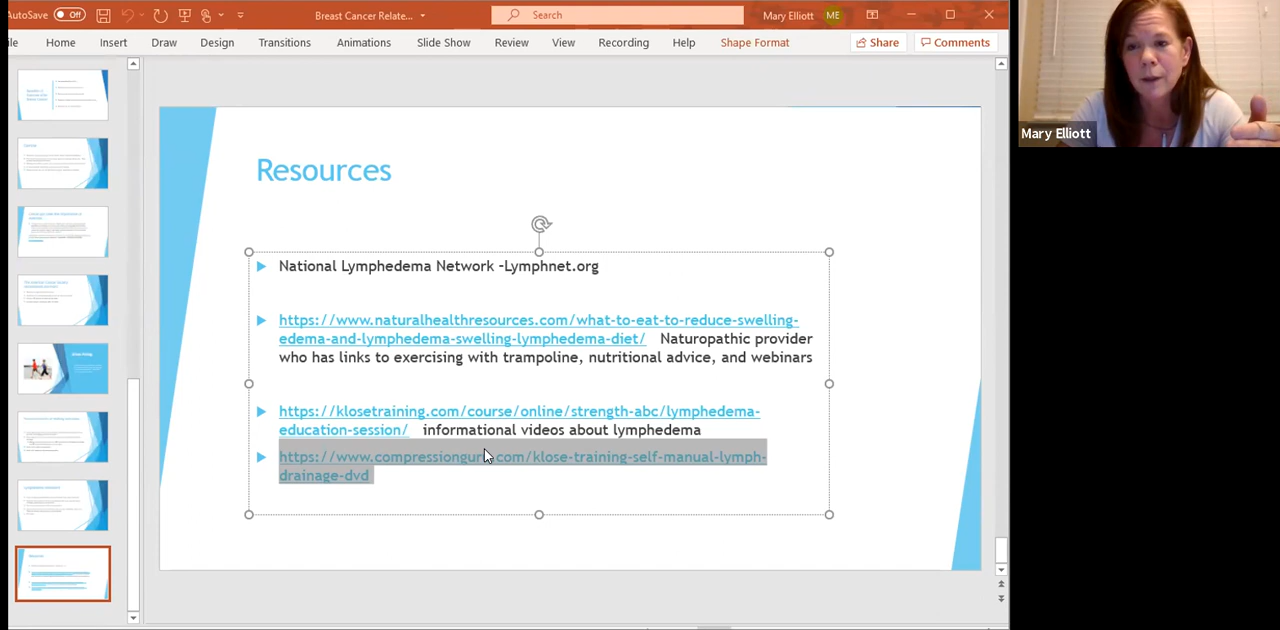 AutoSave Off Breast Cancer Relate... Search Mary Elliott ME
ile Home Insert Draw Design Transitions Animations Slide Show Review View Recording Help Shape Format Share Comments
Mary Elliott
Resources
National Lymphedema Network -Lymphnet.org
https://www.naturalhealthresources.com/what-to-eat-to-reduce-swelling-
edema-and-lymphedema-swelling-lymphedema-diet/ Naturopathic provider
who has links to exercising with trampoline, nutritional advice, and webinars
https://klosetraining.com/course/online/strength-abc/lymphedema-
education-session/ informational videos about lymphedema
https://www.compressionguru.com/klose-training-self-manual-lymph-
drainage-dvd